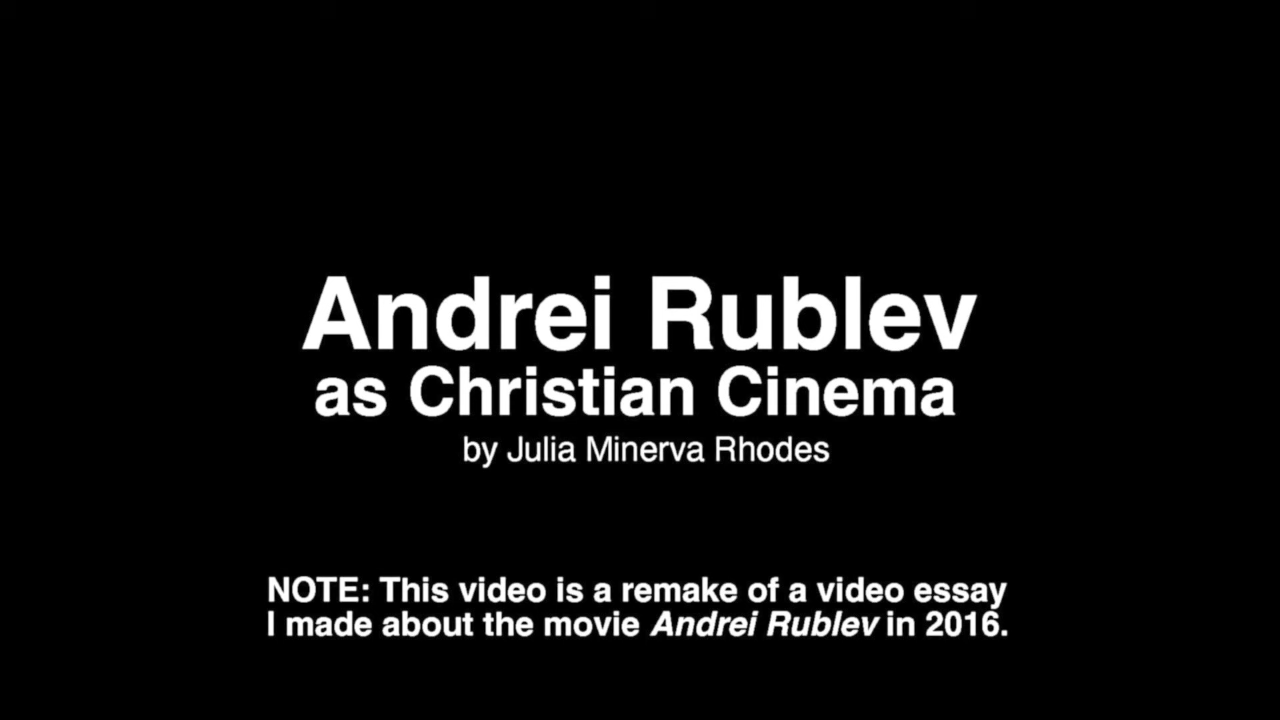 Andrei Rublev
as Christian Cinema
by Julia Minerva Rhodes
NOTE: This video is a remake of a video essay
I made about the movie Andrei Rublev in 2016.